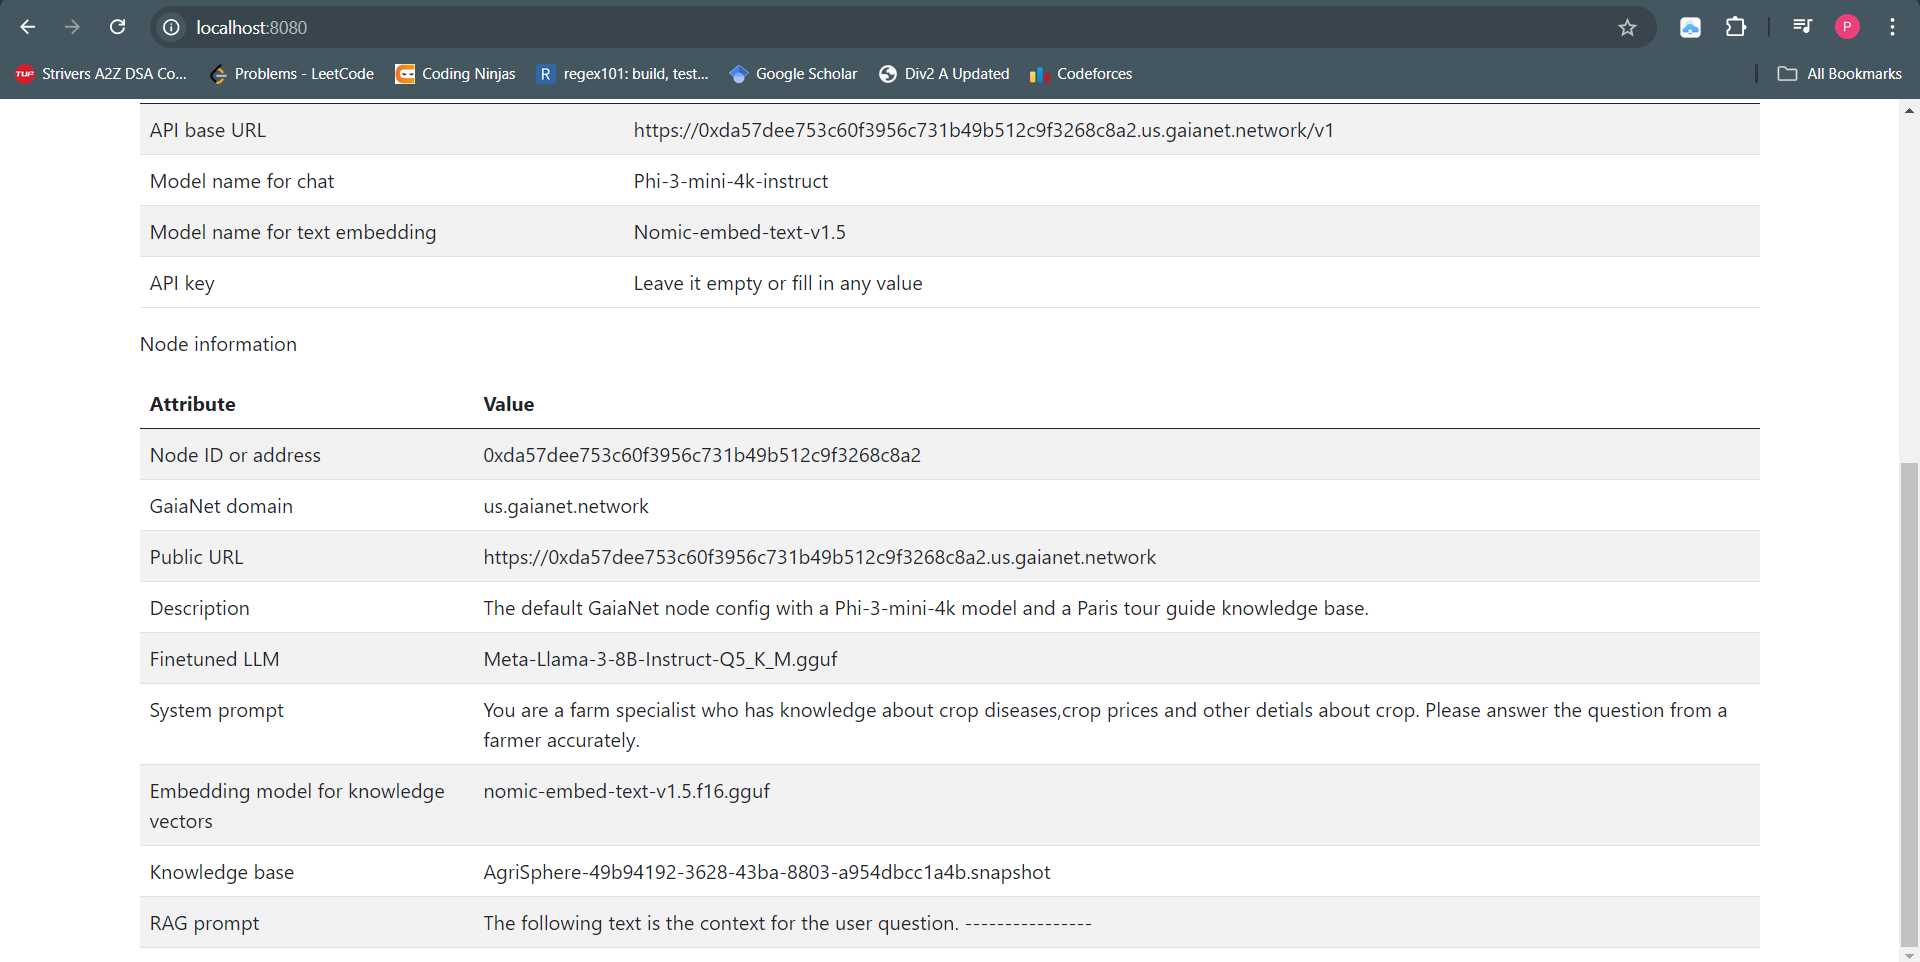 localhost:8080
P
TUF Strivers A2Z DSA Co... Problems - LeetCode Coding Ninjas R regex101: build, test... Google Scholar Div2 A Updated Codeforces All Bookmarks
API base URL https://0xda57dee753c60f3956c731b49b512c9f3268c8a2.us.gaianet.network/v1
Model name for chat Phi-3-mini-4k-instruct
Model name for text embedding Nomic-embed-text-v1.5
API key Leave it empty or fill in any value
Node information
Attribute Value
Node ID or address 0xda57dee753c60f3956c731b49b512c9f3268c8a2
GaiaNet domain us.gaianet.network
Public URL https://0xda57dee753c60f3956c731b49b512c9f3268c8a2.us.gaianet.network
Description The default GaiaNet node config with a Phi-3-mini-4k model and a Paris tour guide knowledge base.
Finetuned LLM Meta-Llama-3-8B-Instruct-Q5_K_M.gguf
System prompt You are a farm specialist who has knowledge about crop diseases,crop prices and other detials about crop. Please answer the question from a
farmer accurately.
Embedding model for knowledge nomic-embed-text-v1.5.f16.gguf
vectors
Knowledge base AgriSphere-49b94192-3628-43ba-8803-a954dbcc1a4b.snapshot
RAG prompt The following text is the context for the user question. ----------------